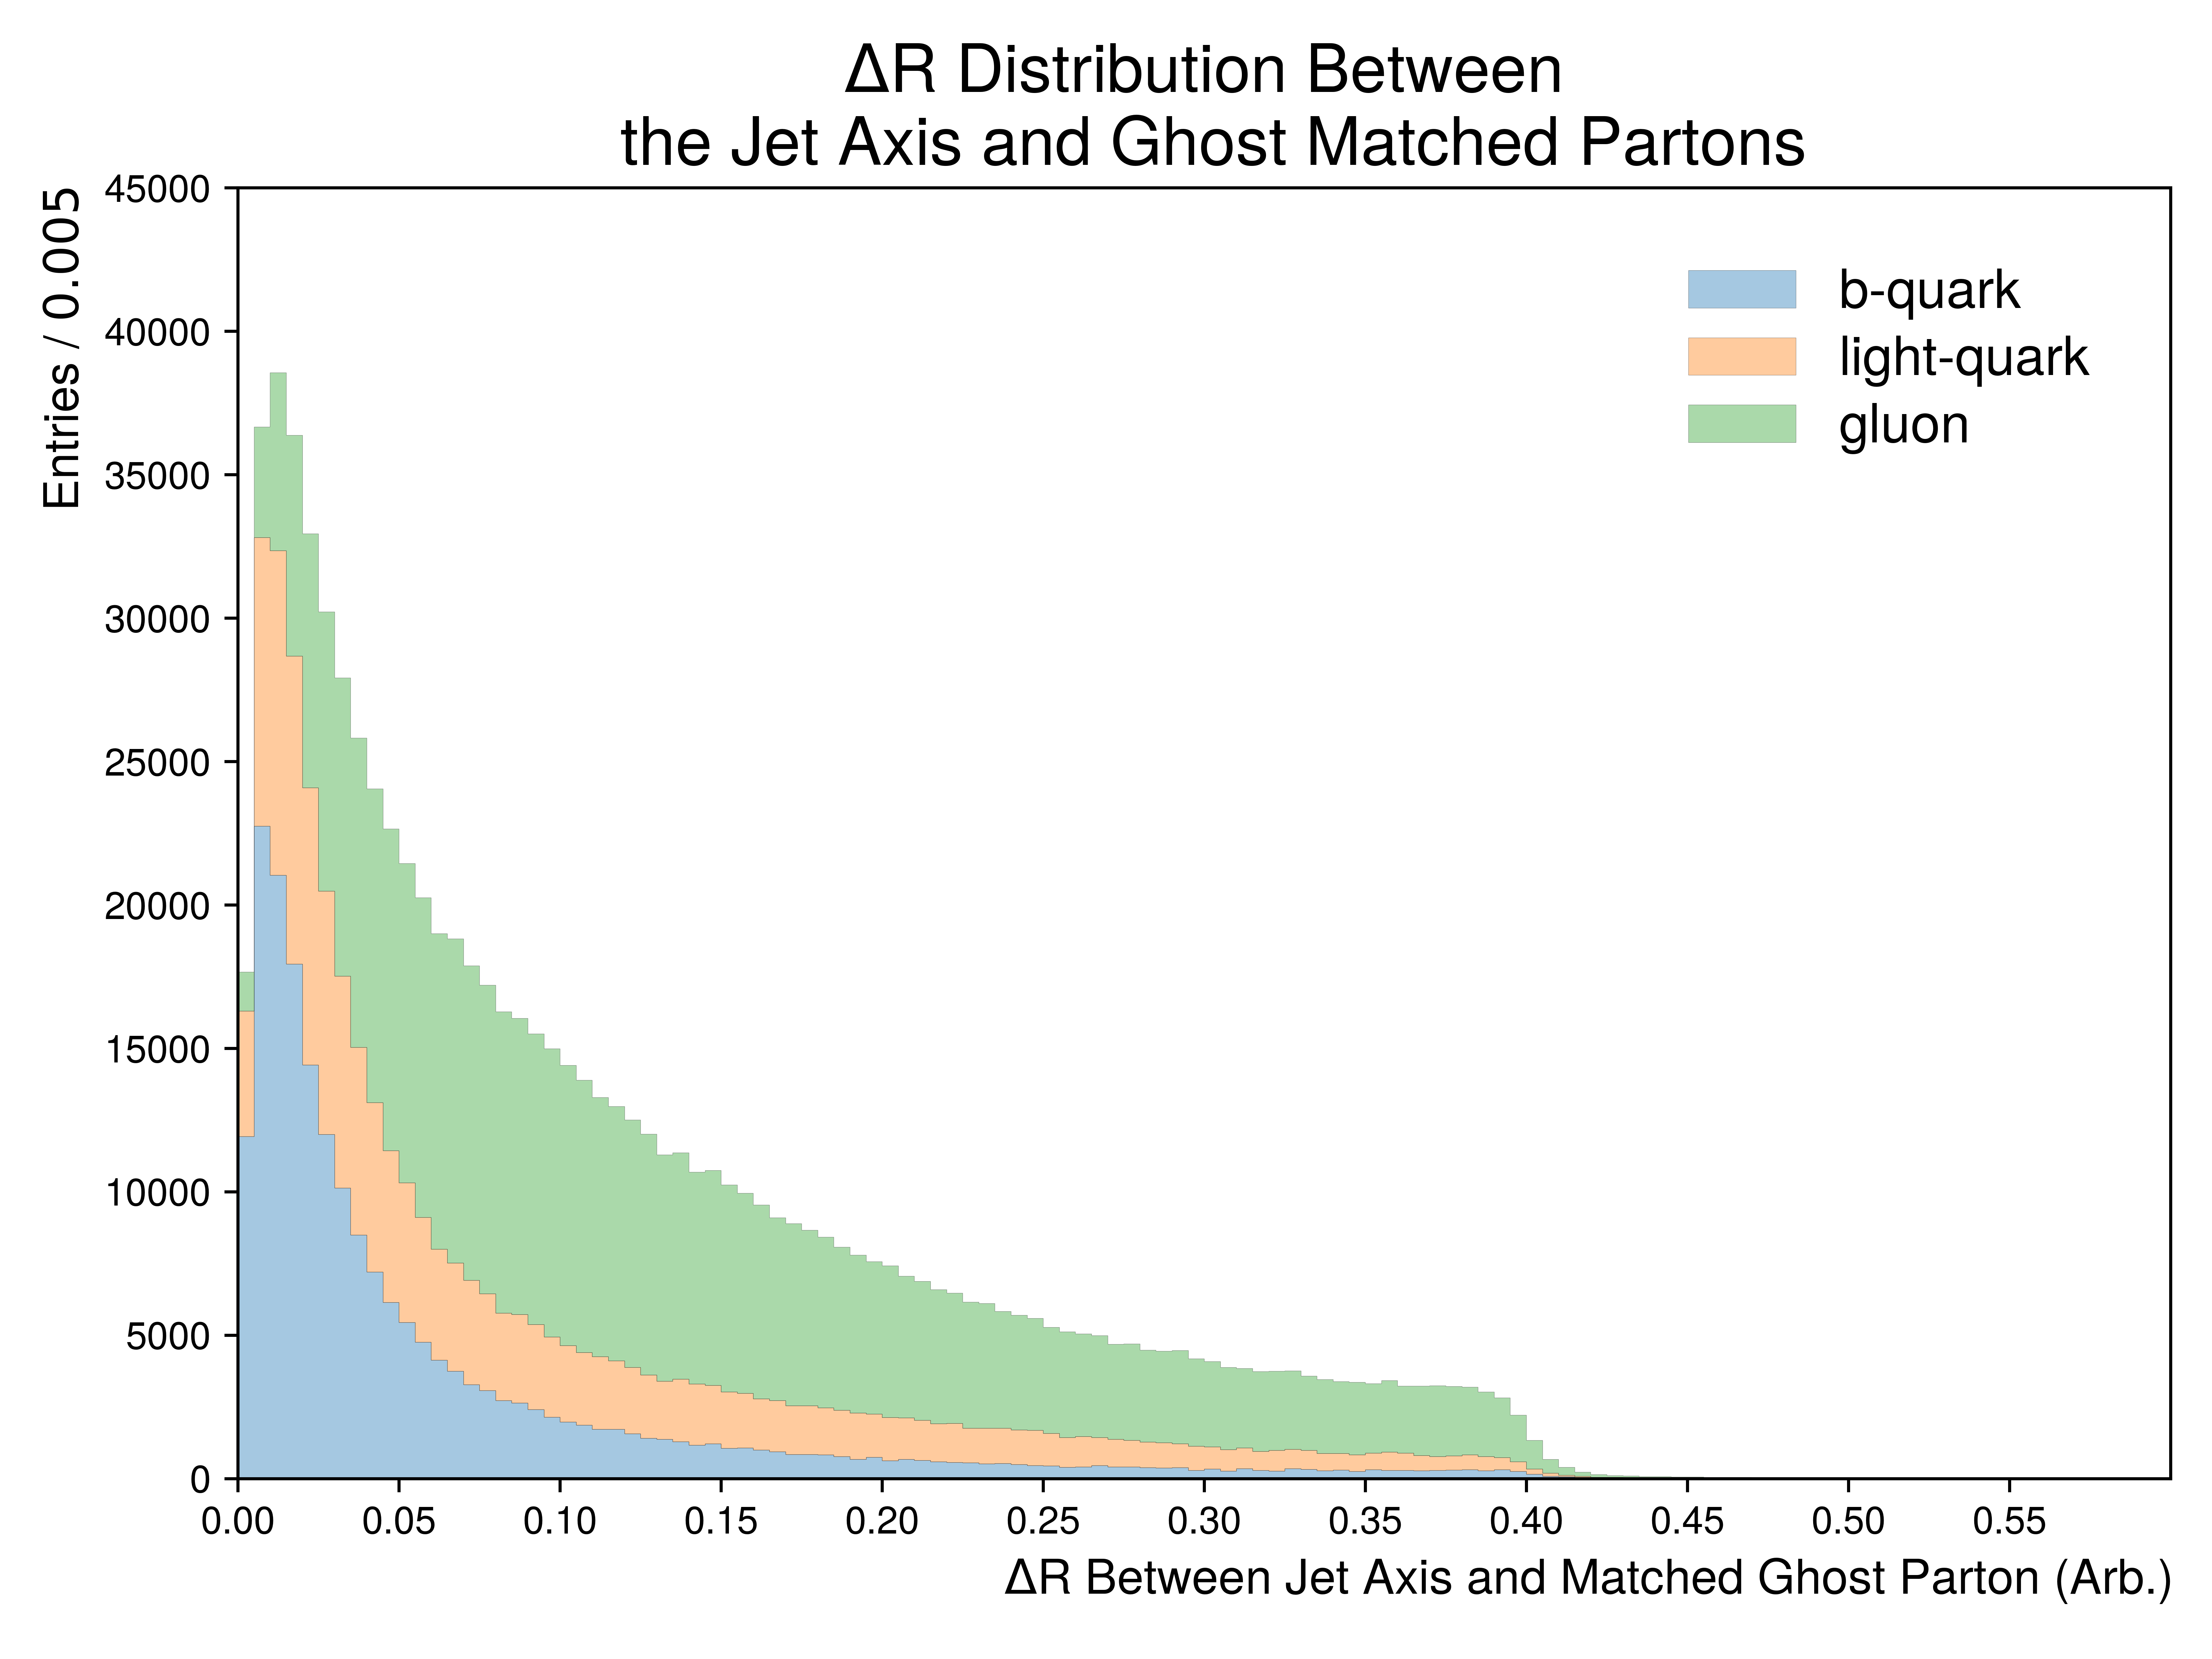 ΔR Distribution Between
the Jet Axis and Ghost Matched Partons
Entries / 0.005
45000
40000
35000
30000
25000
20000
15000
10000
5000
0
b-quark
light-quark
gluon
0.00 0.05 0.10 0.15 0.20 0.25 0.30 0.35 0.40 0.45 0.50 0.55
ΔR Between Jet Axis and Matched Ghost Parton (Arb.)